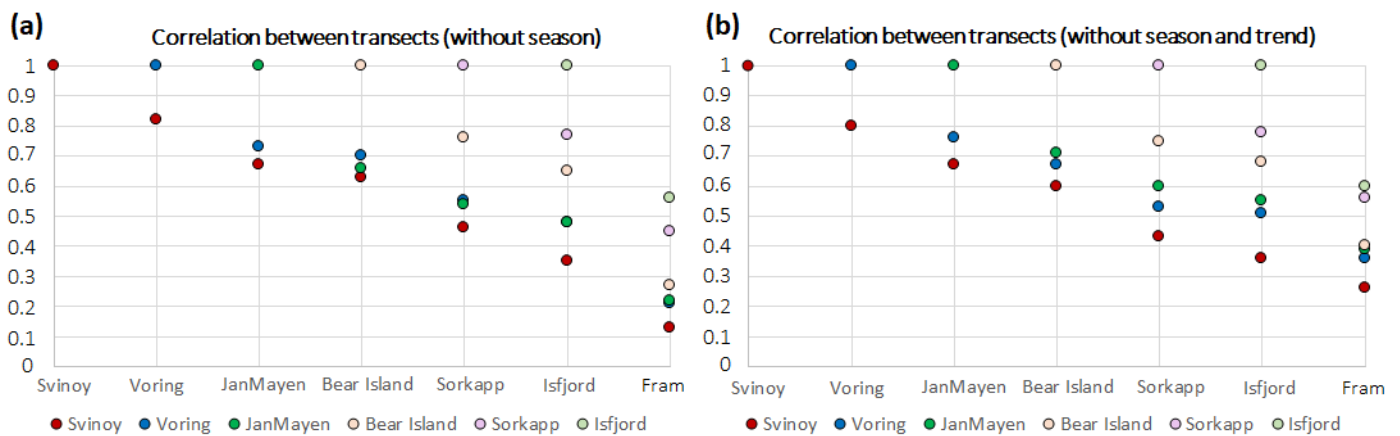 (a)
Correlation between transects (without season)
1
0.9
0.8
0.7
0.6
0.5
0.4
0.3
0.2
0.1
0
Svinoy Voring JanMayen Bear Island Sorkapp Isfjord Fram
Svinoy Voring JanMayen Bear Island Sorkapp Isfjord
(b)
Correlation between transects (without season and trend)
1
0.9
0.8
0.7
0.6
0.5
0.4
0.3
0.2
0.1
0
Svinoy Voring JanMayen Bear Island Sorkapp Isfjord Fram
Svinoy Voring JanMayen Bear Island Sorkapp Isfjord